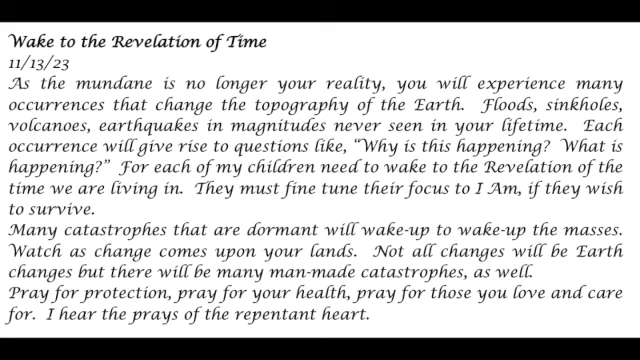 Wake to the Revelation of Time
11/13/23
As the mundane is no longer your reality, you will experience many
occurrences that change the topography of the Earth. Floods, sinkholes,
volcanoes, earthquakes in magnitudes never seen in your lifetime. Each
occurrence will give rise to questions like, “Why is this happening? What is
happening?” For each of my children need to wake to the Revelation of the
time we are living in. They must fine tune their focus to I Am, if they wish
to survive.
Many catastrophes that are dormant will wake-up to wake-up the masses.
Watch as change comes upon your lands. Not all changes will be Earth
changes but there will be many man-made catastrophes, as well.
Pray for protection, pray for your health, pray for those you love and care
for. I hear the prays of the repentant heart.